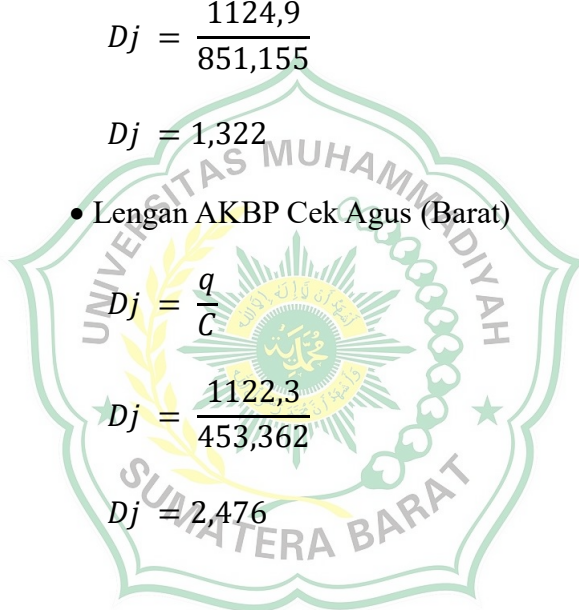 Dj = 1124,9 / 851,155
Dj = 1,322
• Lengan AKBP Cek Agus (Barat)
Dj = q / C
Dj = 1122,3 / 453,362
Dj = 2,476
UNIVERSITAS MUHAMMADIYAH
SUMATERA BARAT